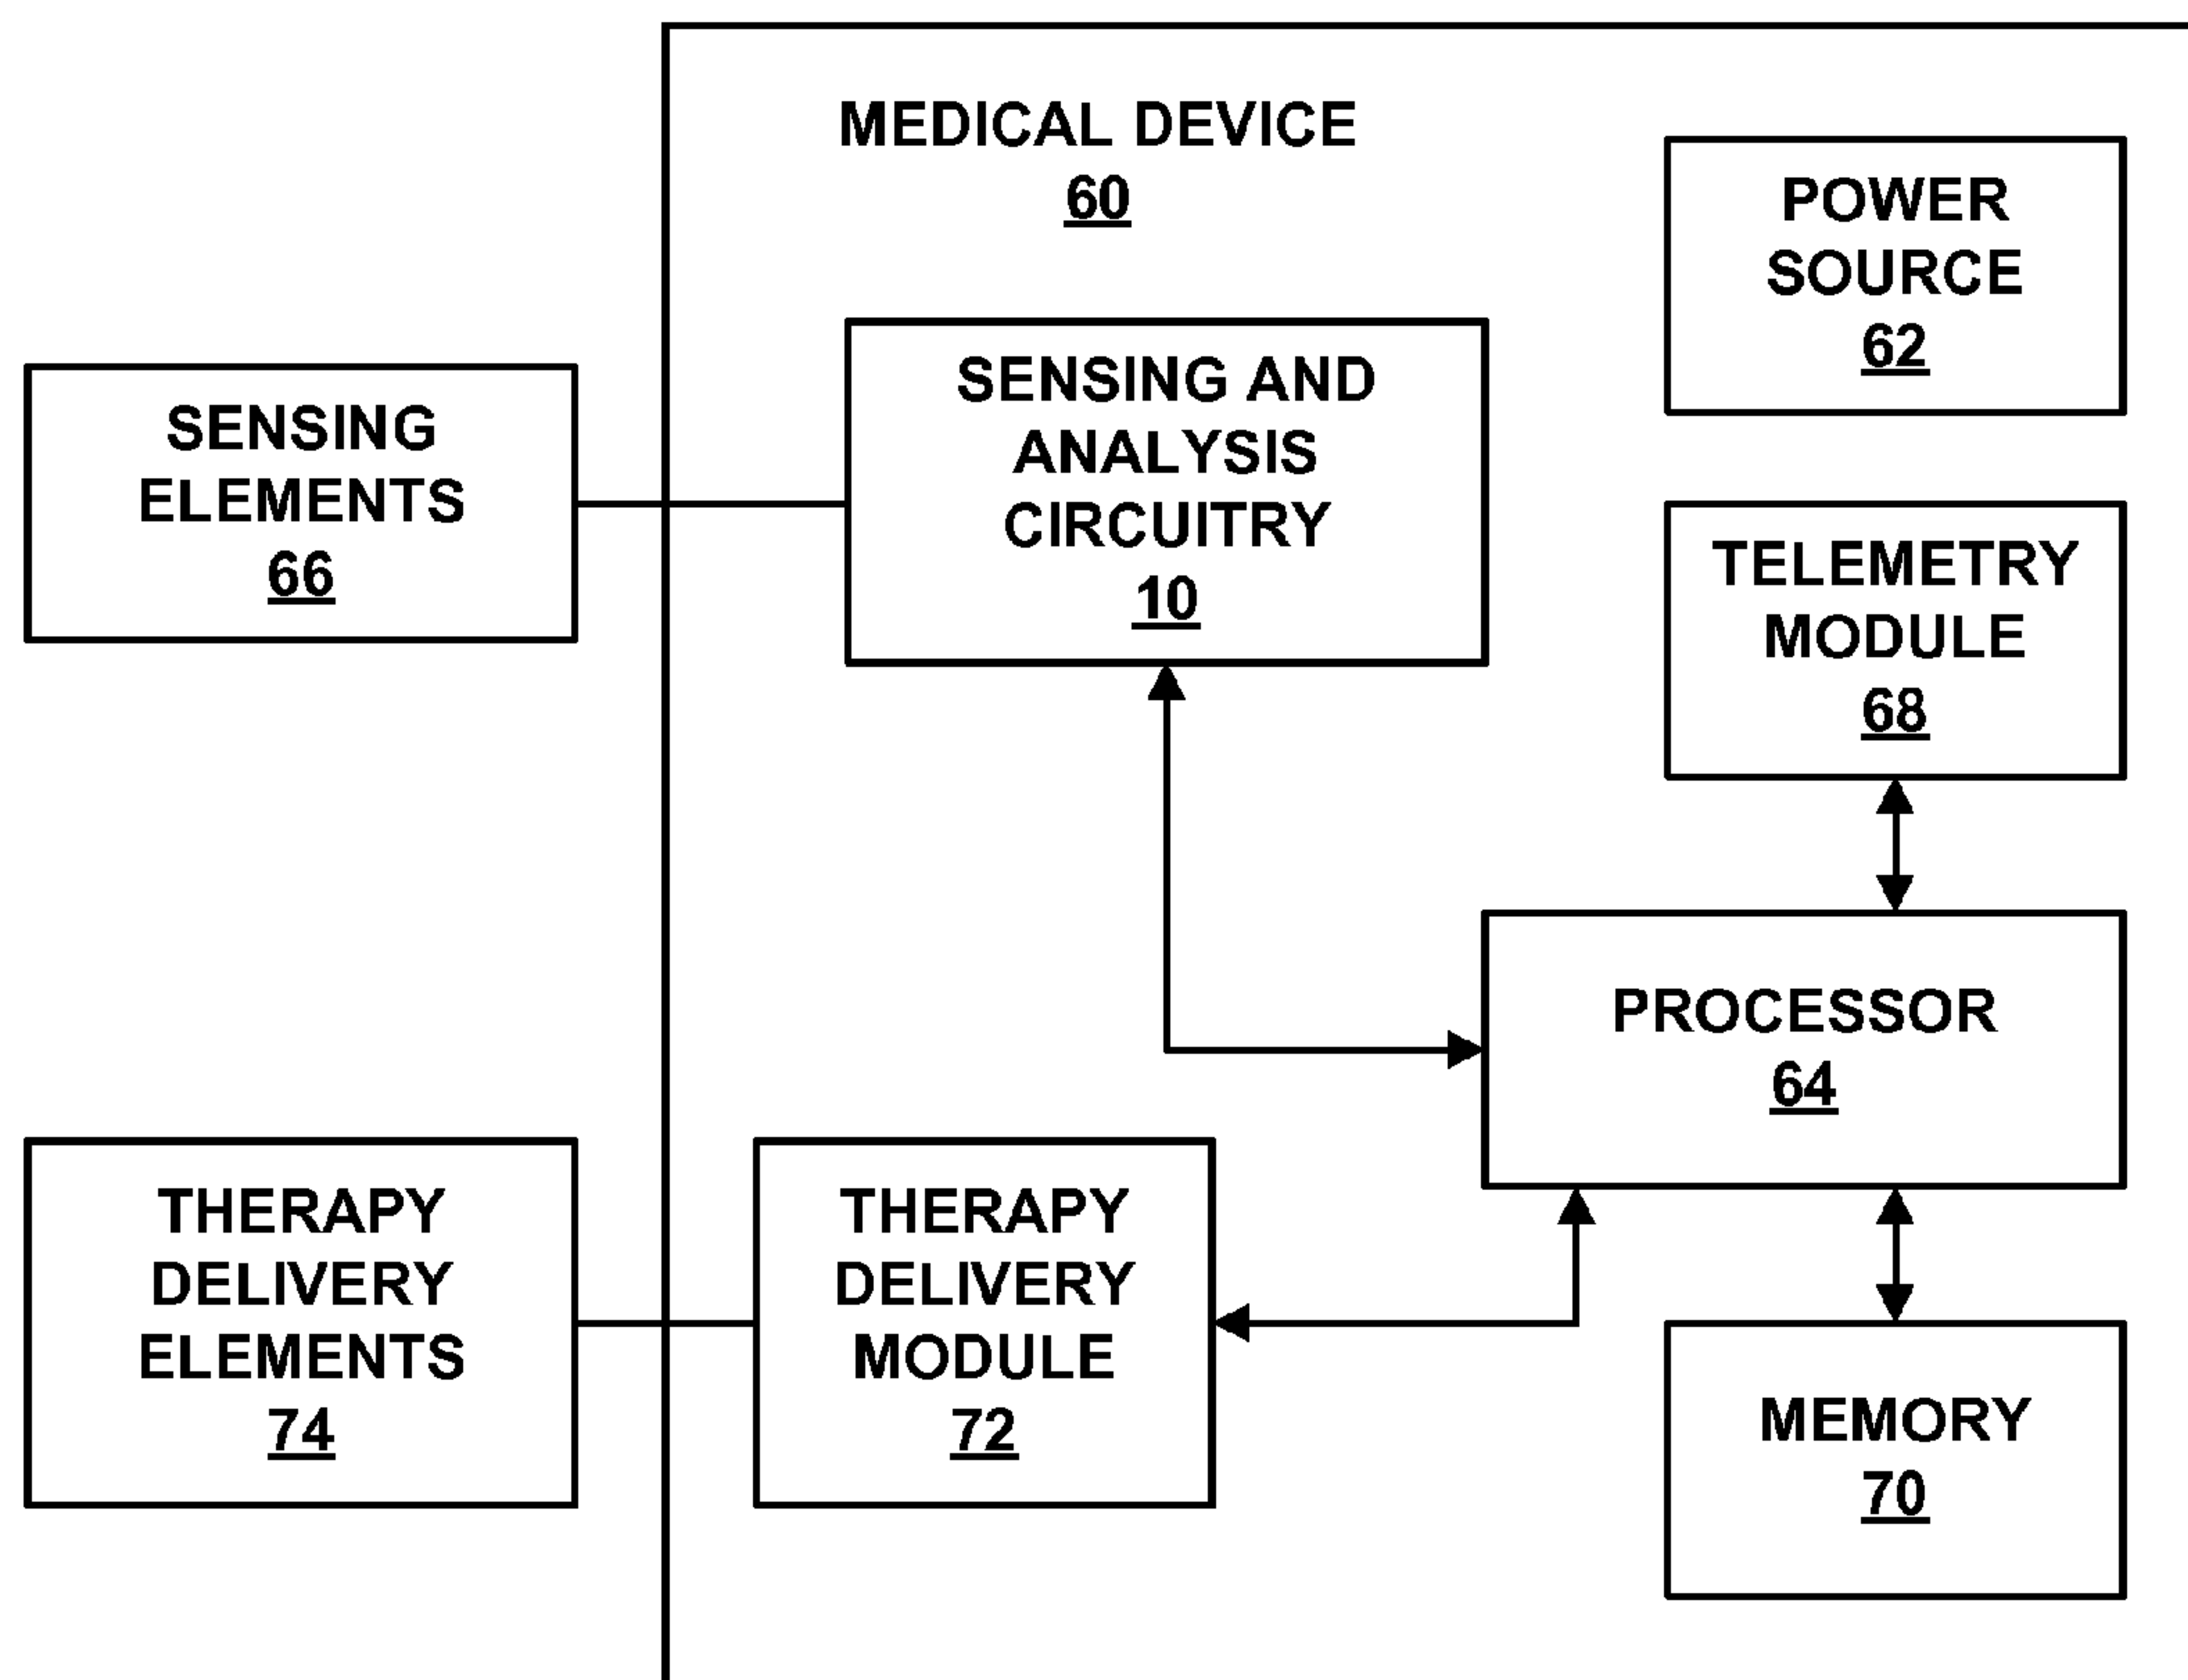 MEDICAL DEVICE
60
POWER
SOURCE
62
SENSING AND
ANALYSIS
CIRCUITRY
10
SENSING
ELEMENTS
66
TELEMETRY
MODULE
68
PROCESSOR
64
THERAPY
DELIVERY
ELEMENTS
74
THERAPY
DELIVERY
MODULE
72
MEMORY
70